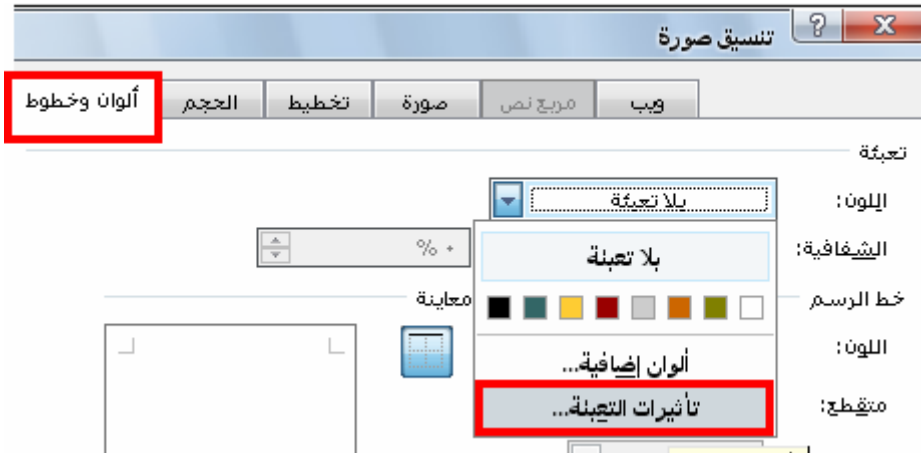 تنسيق صورة
ألوان وخطوط الحجم تخطيط صورة مربع نص ويب
تعبئة
اللون: بلا تعبئة
الشفافية: ٠ %
بلا تعبئة
خط الرسم
معاينة
اللون:
ألوان إضافية...
متقطع:
تأثيرات التعبئة...